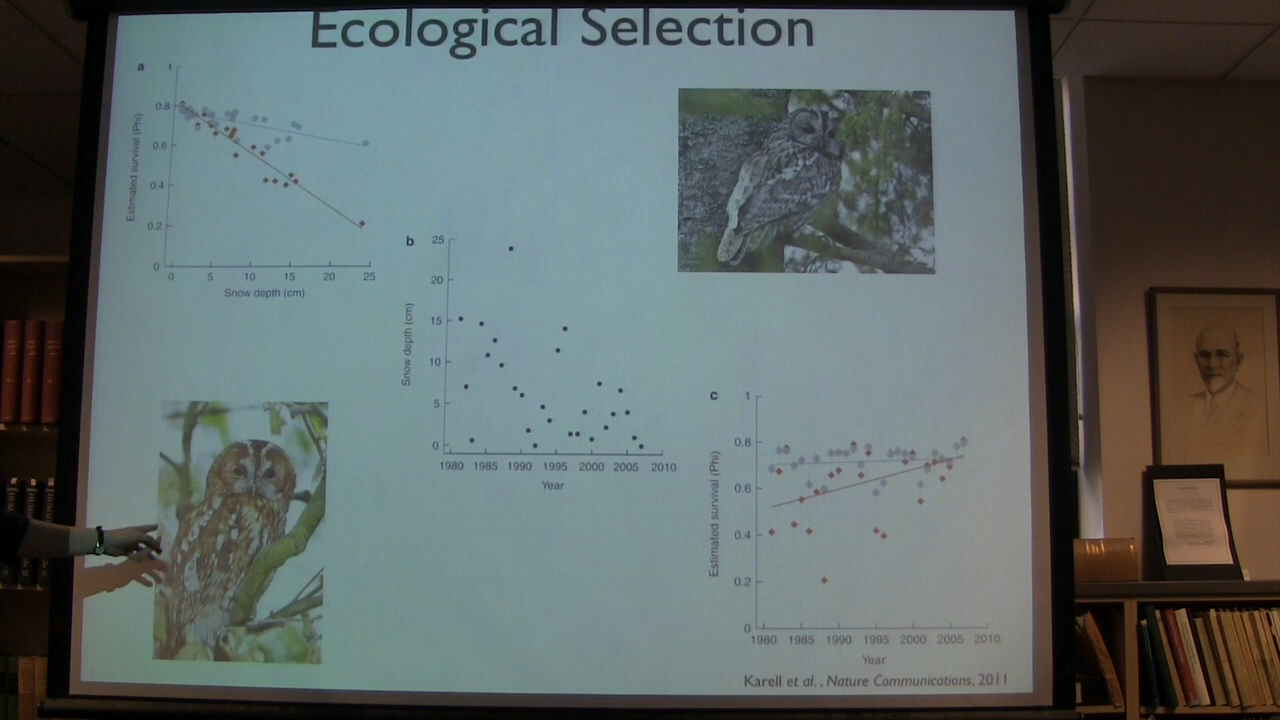 Ecological Selection
a
1
0.8
0.6
0.4
0.2
0
Estimated survival (Phi)
0 5 10 15 20 25
Snow depth (cm)
b
25
20
15
10
5
0
Snow depth (cm)
1980 1985 1990 1995 2000 2005 2010
Year
c
1
0.8
0.6
0.4
0.2
0
Estimated survival (Phi)
1980 1985 1990 1995 2000 2005 2010
Year
Karell et al., Nature Communications, 2011